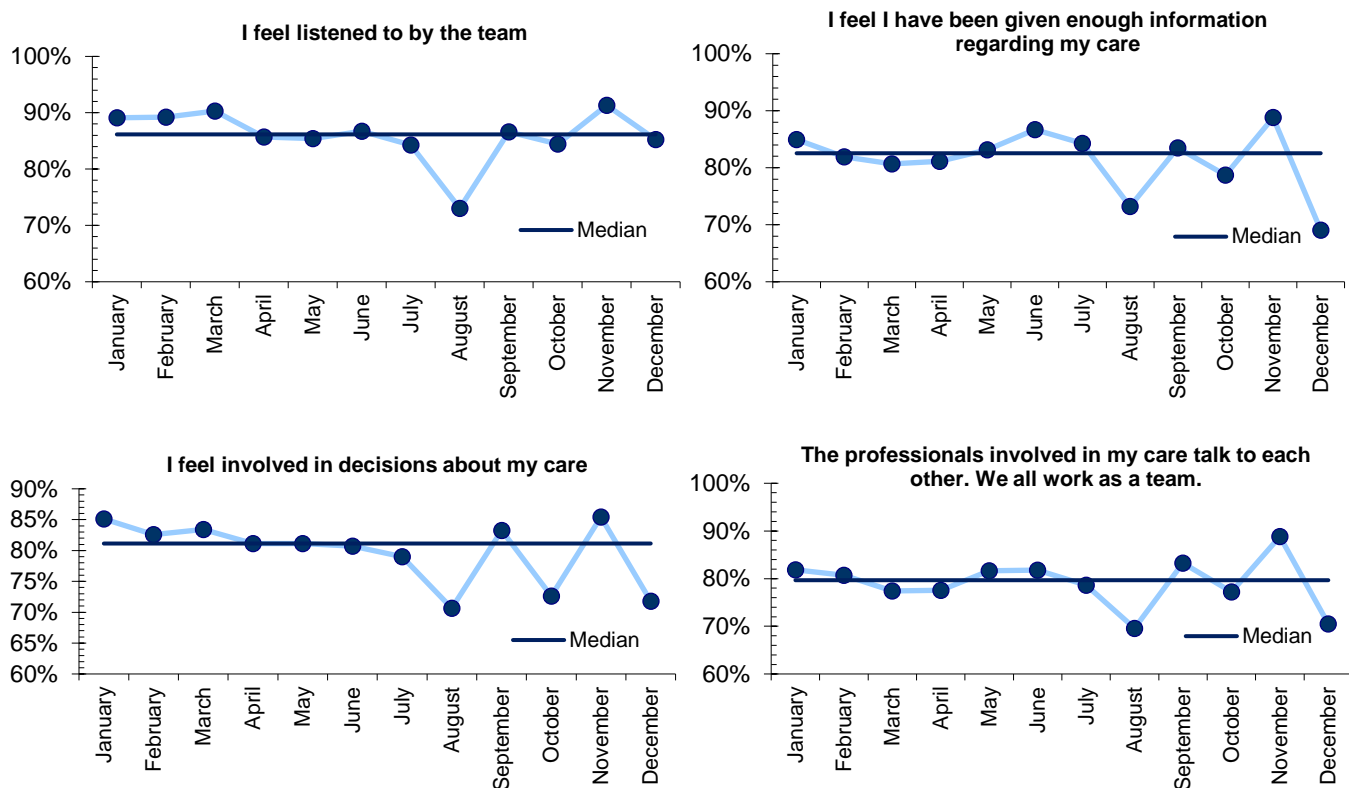 I feel listened to by the team
100%
90%
80%
70%
60%
Median
January
February
March
April
May
June
July
August
September
October
November
December
I feel I have been given enough information
regarding my care
100%
90%
80%
70%
60%
Median
January
February
March
April
May
June
July
August
September
October
November
December
I feel involved in decisions about my care
90%
85%
80%
75%
70%
65%
60%
Median
January
February
March
April
May
June
July
August
September
October
November
December
The professionals involved in my care talk to each
other. We all work as a team.
100%
90%
80%
70%
60%
Median
January
February
March
April
May
June
July
August
September
October
November
December